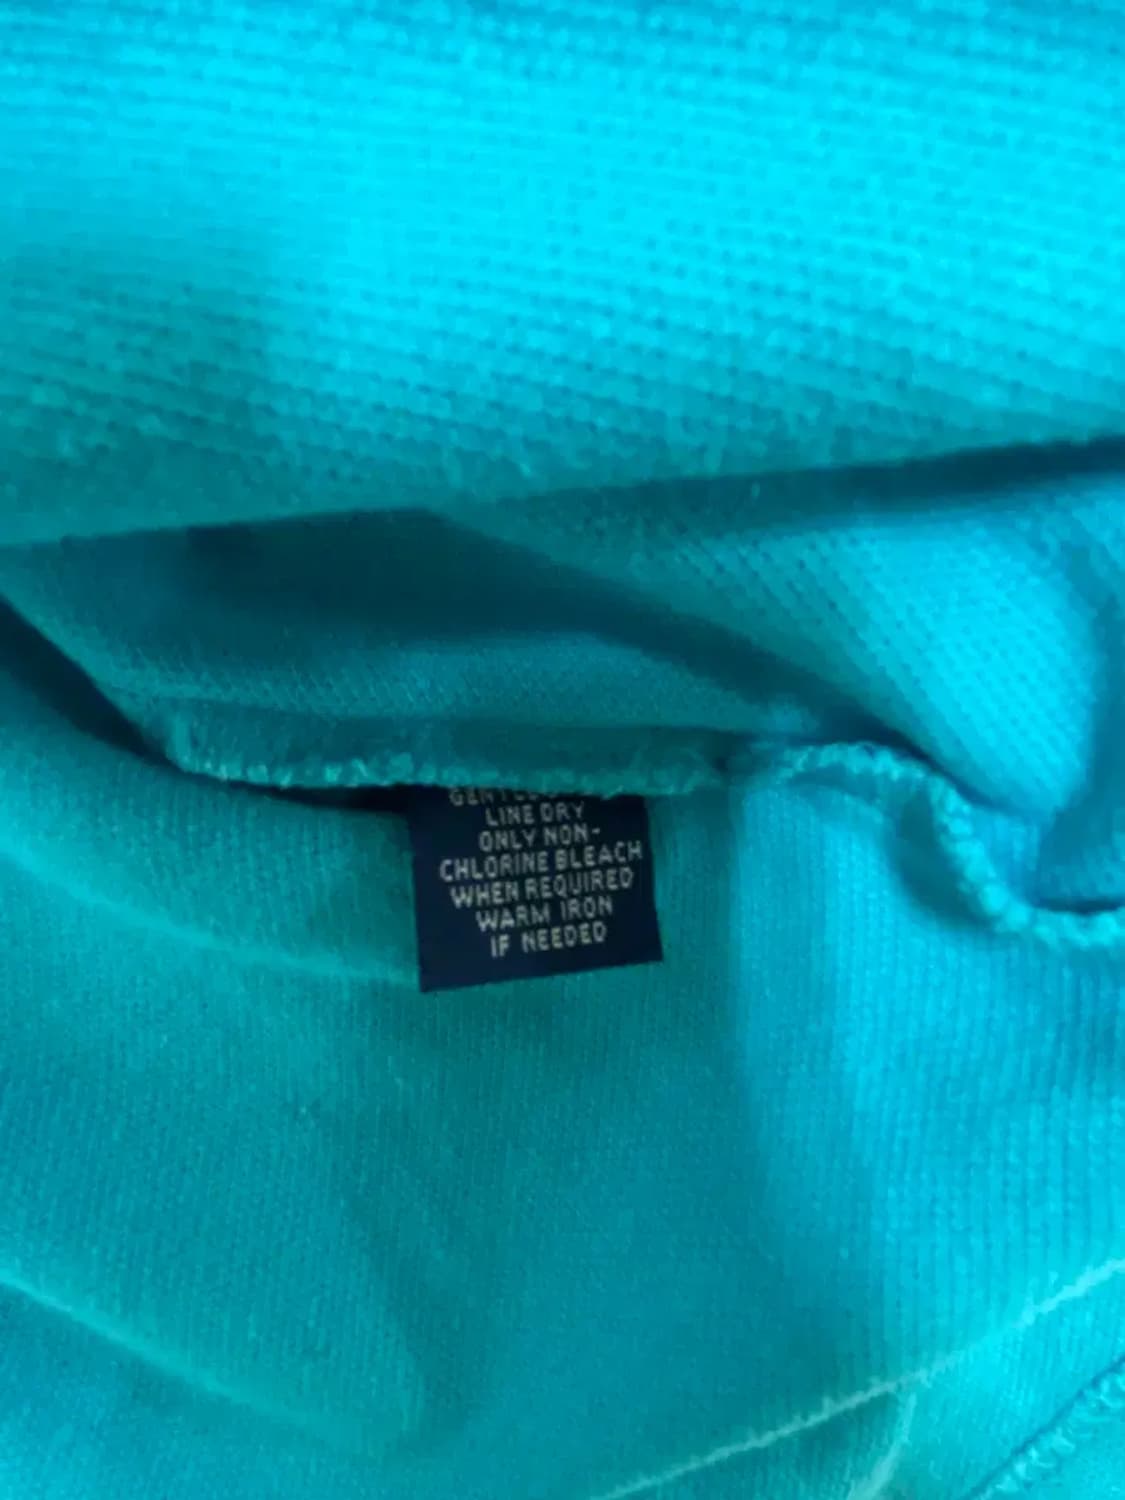 LINE DRY
ONLY NON-
CHLORINE BLEACH
WHEN REQUIRED
WARM IRON
IF NEEDED